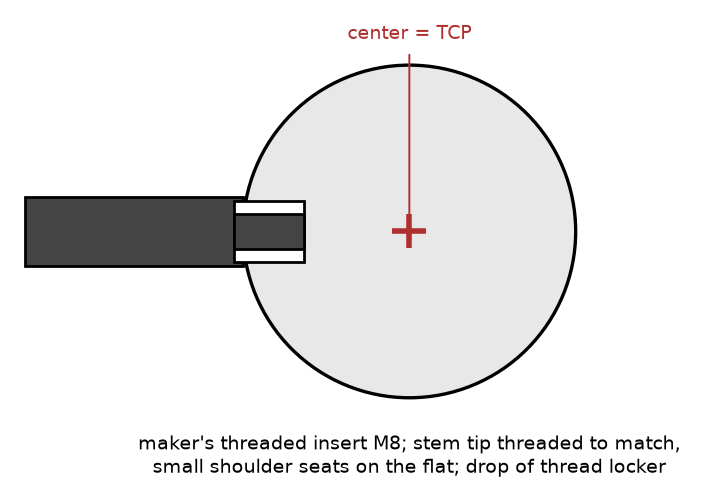 center = TCP
maker's threaded insert M8; stem tip threaded to match,
small shoulder seats on the flat; drop of thread locker